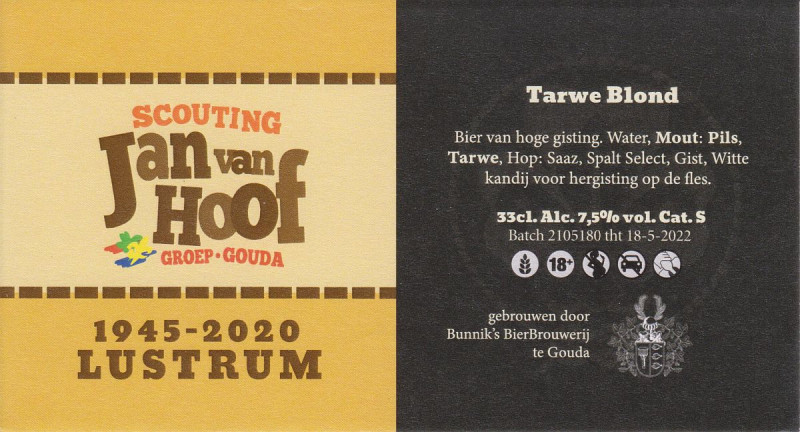 SCOUTING
Jan van
Hoof
GROEP • GOUDA
1945-2020
LUSTRUM
Tarwe Blond
Bier van hoge gisting. Water, Mout: Pils,
Tarwe, Hop: Saaz, Spalt Select, Gist, Witte
kandij voor hergisting op de fles.
33cl. Alc. 7,5% vol. Cat. S
Batch 2105180 tht 18-5-2022
18+
gebrouwen door
Bunnik's BierBrouwerij
te Gouda